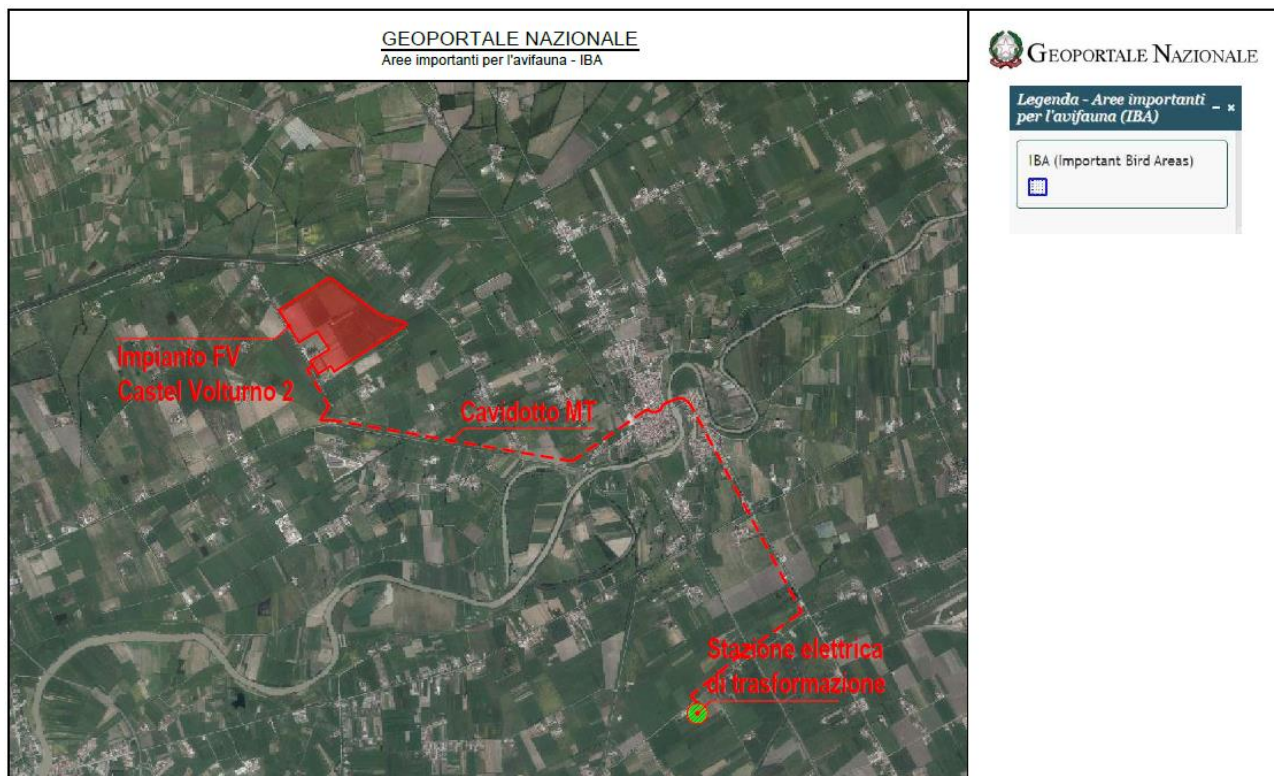 GEOPORTALE NAZIONALE
Aree importanti per l'avifauna - IBA
GEOPORTALE NAZIONALE
Legenda - Aree importanti
per l'avifauna (IBA)
IBA (Important Bird Areas)
Impianto FV
Castel Volturno 2
Cavidotto MT
Stazione elettrica
di trasformazione